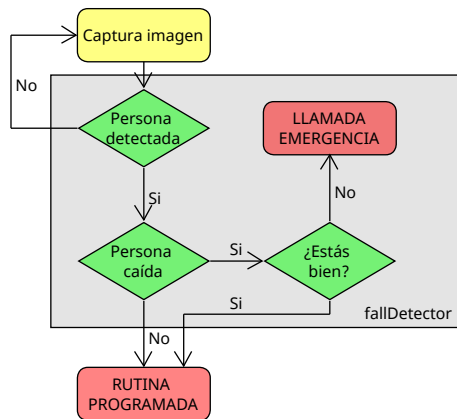 Captura imagen
No
Persona
detectada
LLAMADA
EMERGENCIA
Si
No
Persona
caída
Si
¿Estás
bien?
Si
fallDetector
No
RUTINA
PROGRAMADA